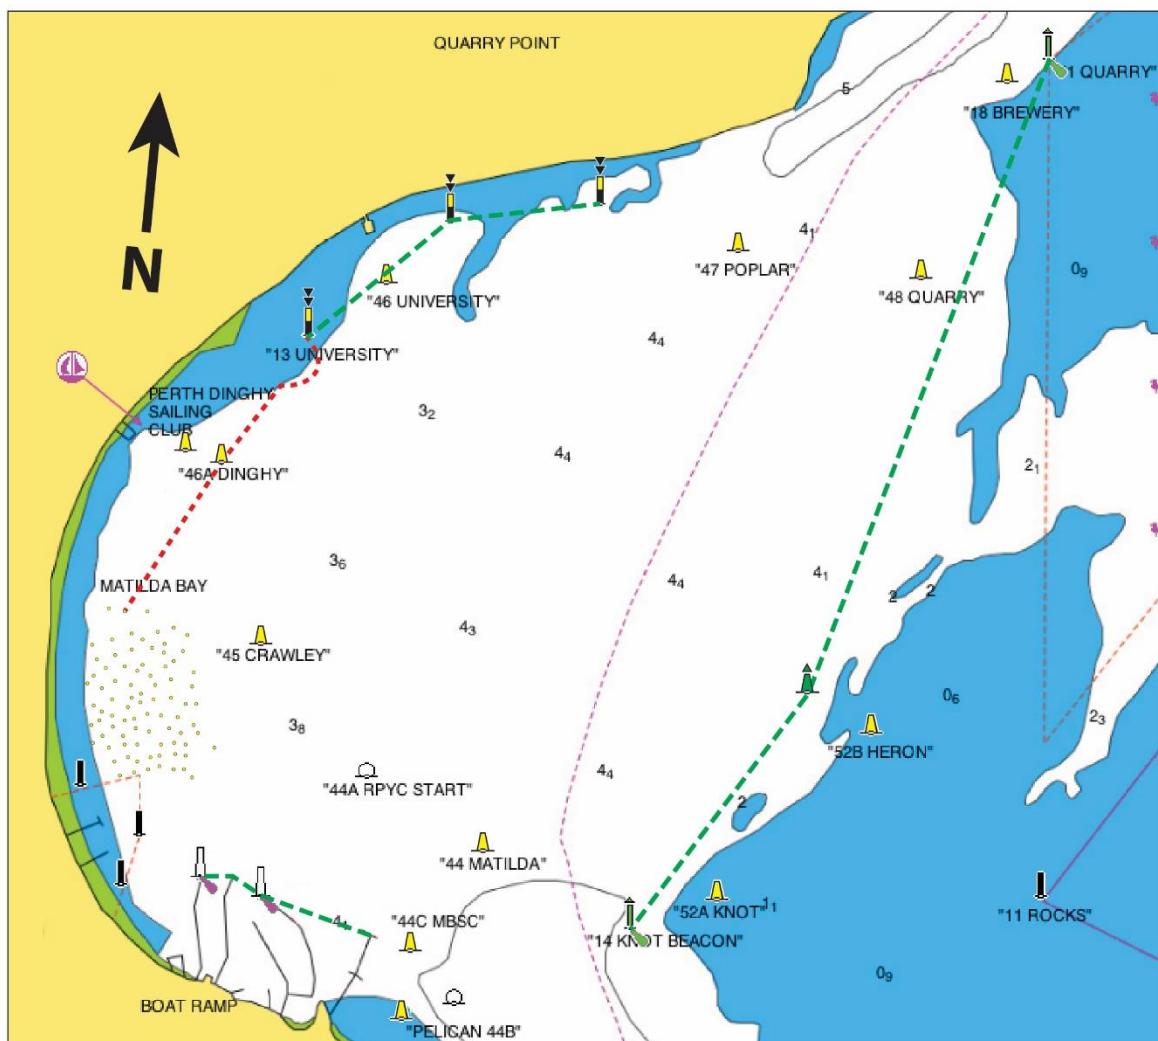 QUARRY POINT
1 QUARRY"
"18 BREWERY"
5
N
4₁
"47 POPLAR"
0₉
"46 UNIVERSITY"
"48 QUARRY"
4₄
"13 UNIVERSITY"
PERTH DINGHY
SAILING
CLUB
3₂
4₄
"46A DINGHY"
2₁
3₆
MATILDA BAY
4₄
4₁
2
2
4₃
"45 CRAWLEY"
0₆
3₈
2₃
"52B HERON"
4₄
"44A RPYC START"
2
"44 MATILDA"
"52A KNOT"
1₁
"11 ROCKS"
"44C MBSC"
"14 KNOT BEACON"
0₉
BOAT RAMP
"PELICAN 44B"